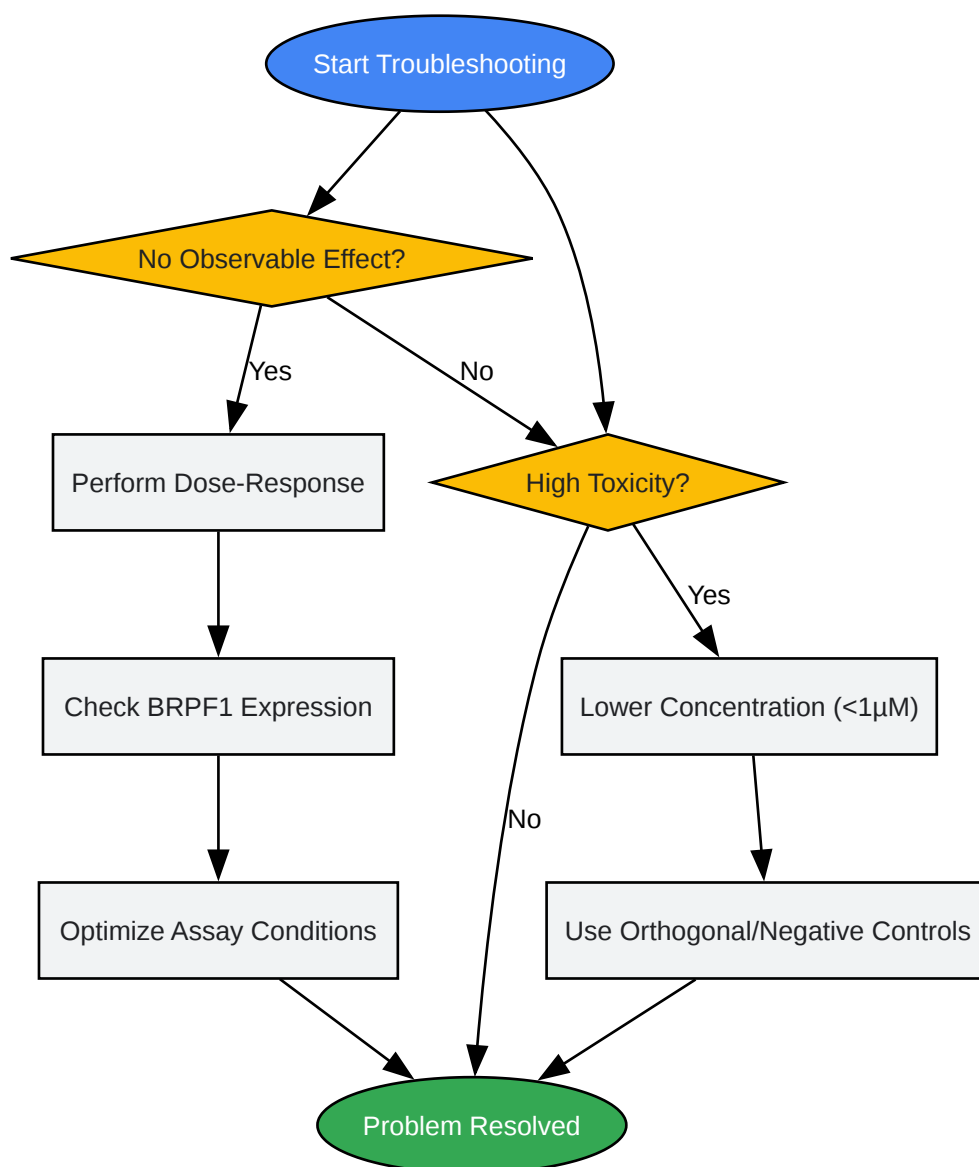 Start Troubleshooting
No Observable Effect?
Yes
No
Perform Dose-Response
High Toxicity?
Yes
Check BRPF1 Expression
Lower Concentration (<1µM)
No
Optimize Assay Conditions
Use Orthogonal/Negative Controls
Problem Resolved